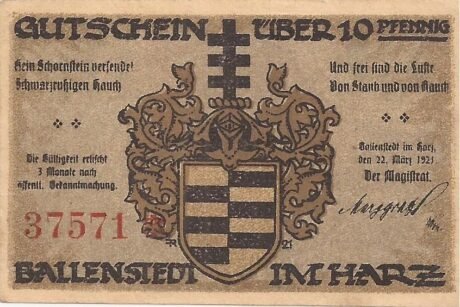 GUTSCHEIN ÜBER 10 PFENNIG
Kein Schornstein versende!
Schwarzrußigen Rauch
Und frei sind die Lüfte
Von Staub und von Rauch
Die Gültigkeit erlischt
3 Monate nach
öffentl. Bekanntmachung.
Ballenstedt im Harz,
den 22. März 1921
Der Magistrat.
37571 *
R 21
BALLENSTEDT IM HARZ